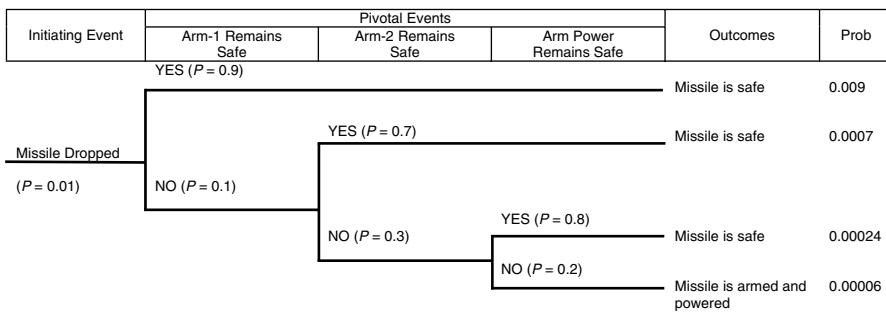 Pivotal Events
Initiating Event
Arm-1 Remains
Safe
Arm-2 Remains
Safe
Arm Power
Remains Safe
Outcomes
Prob
YES (P = 0.9)
Missile is safe
0.009
YES (P = 0.7)
Missile is safe
0.0007
Missile Dropped
(P = 0.01)
NO (P = 0.1)
YES (P = 0.8)
NO (P = 0.3)
Missile is safe
0.00024
NO (P = 0.2)
Missile is armed and
powered
0.00006